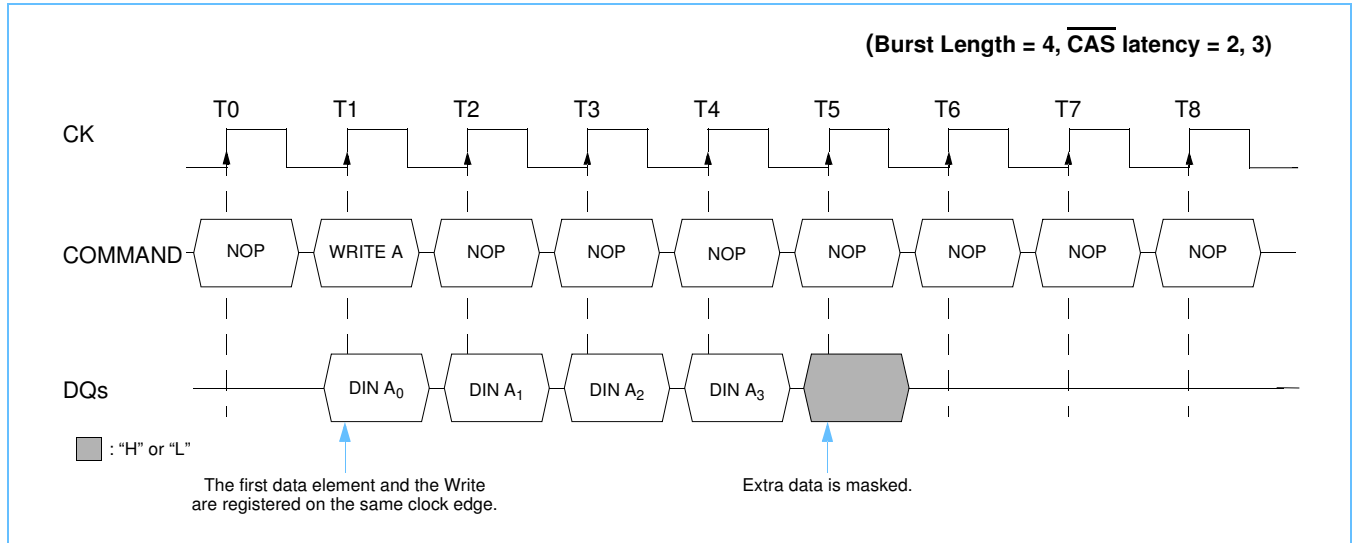 (Burst Length = 4, CAS latency = 2, 3)
T0 T1 T2 T3 T4 T5 T6 T7 T8
CK
COMMAND NOP WRITE A NOP NOP NOP NOP NOP NOP NOP
DQs DIN A0 DIN A1 DIN A2 DIN A3
: “H” or “L”
The first data element and the Write
are registered on the same clock edge.
Extra data is masked.